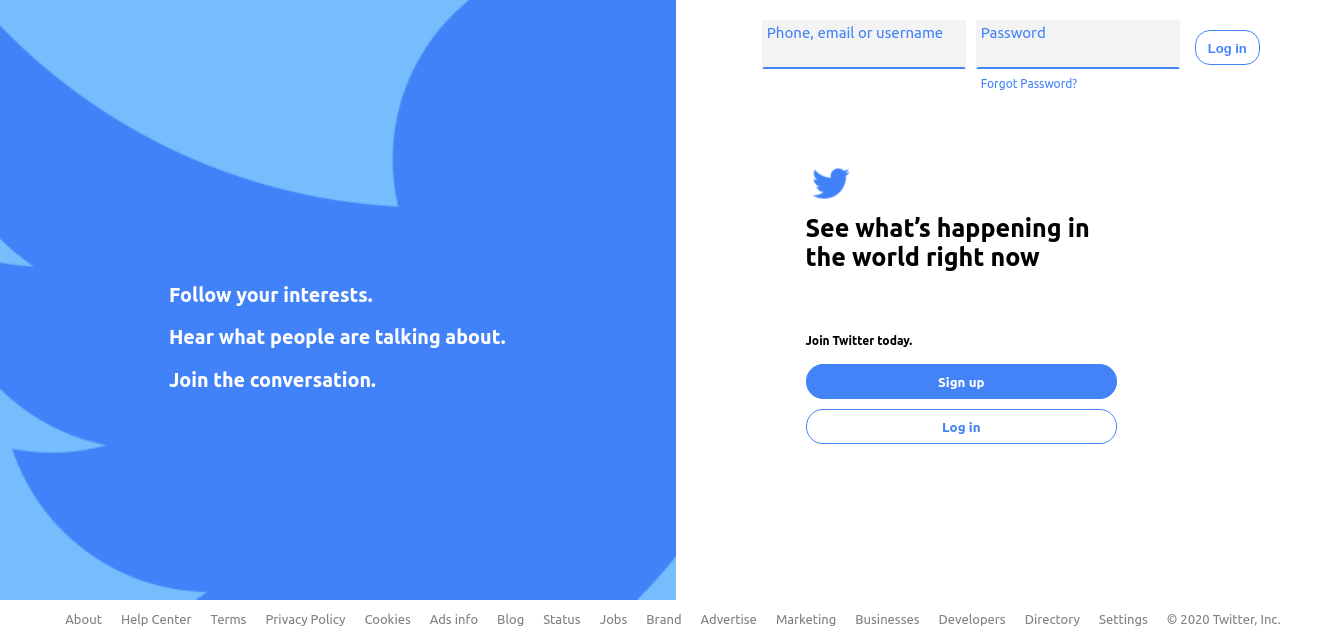 Phone, email or username
Password
Log in
Forgot Password?
See what’s happening in
the world right now
Follow your interests.
Hear what people are talking about.
Join the conversation.
Join Twitter today.
Sign up
Log in
About Help Center Terms Privacy Policy Cookies Ads info Blog Status Jobs Brand Advertise Marketing Businesses Developers Directory Settings © 2020 Twitter, Inc.